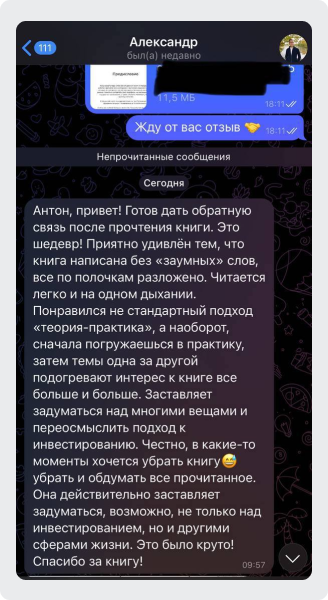 111
Александр
был(а) недавно
11,5 МБ
18:11
Жду от вас отзыв 🤝 18:11
Непрочитанные сообщения
Сегодня
Антон, привет! Готов дать обратную
связь после прочтения книги. Это
шедевр! Приятно удивлён тем, что
книга написана без «заумных» слов,
все по полочкам разложено. Читается
легко и на одном дыхании.
Понравился не стандартный подход
«теория-практика», а наоборот,
сначала погружаешься в практику,
затем темы одна за другой
подогревают интерес к книге все
больше и больше. Заставляет
задуматься над многими вещами и
переосмыслить подход к
инвестированию. Честно, в какие-то
моменты хочется убрать книгу😅
убрать и обдумать все прочитанное.
Она действительно заставляет
задуматься, возможно, не только над
инвестированием, но и другими
сферами жизни. Это было круто!
Спасибо за книгу! 09:57